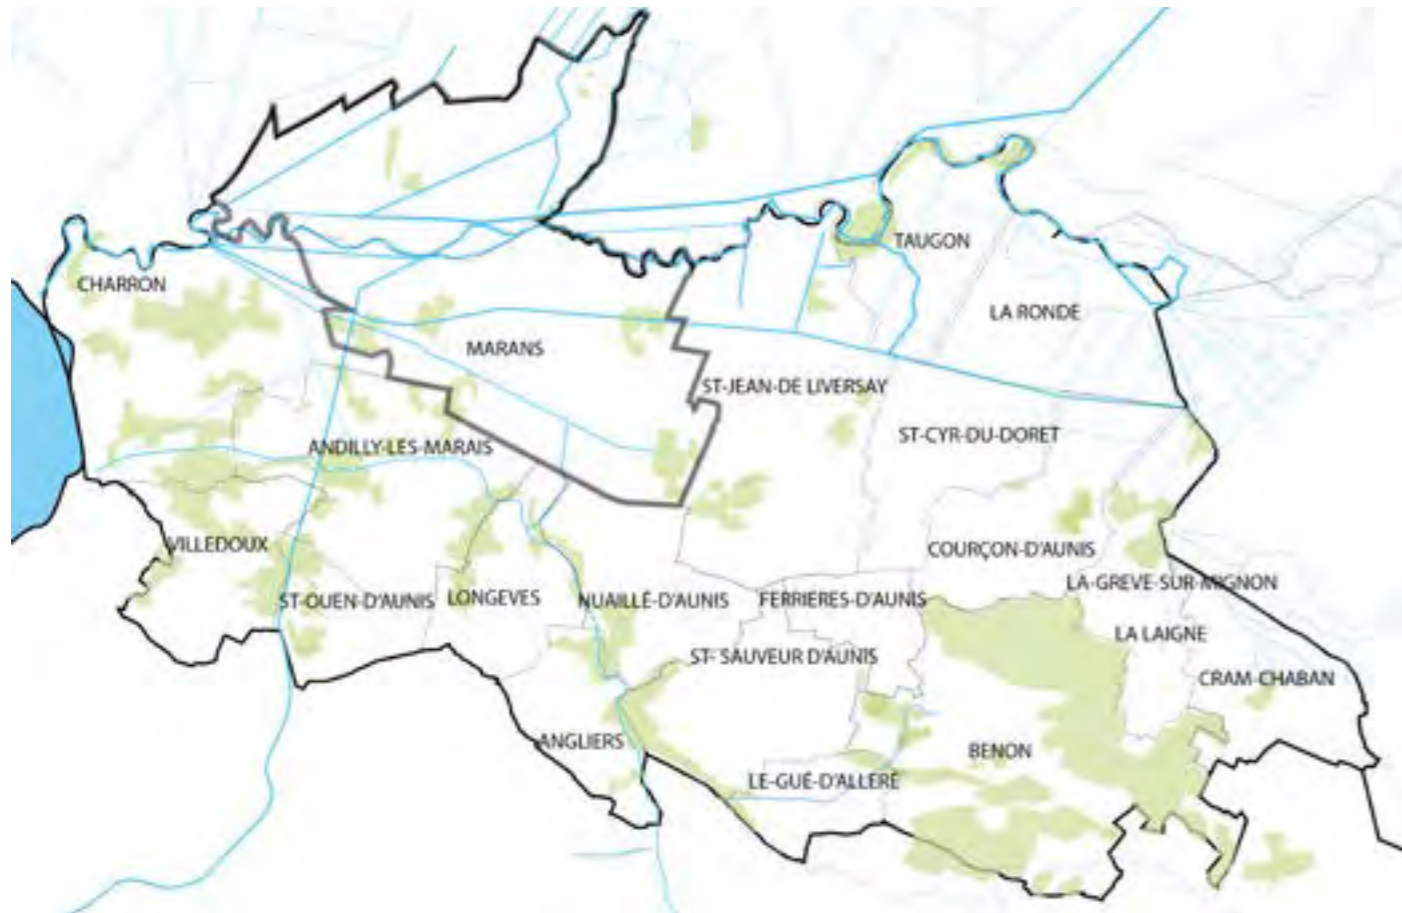 TAUGON
CHARRON
LA RONDE
MARANS
ST-JEAN-DE LIVERSAY
ST-CYR-DU-DORET
ANDILLY-LES-MARAIS
VILLEDOUX
COURÇON-D'AUNIS
LA-GREVE-SUR-MIGNON
ST-OUEN-D'AUNIS
LONGEVES
NUAILLÉ-D'AUNIS
FERRIERES-D'AUNIS
LA LAIGNE
ST- SAUVEUR D'AUNIS
CRAM-CHABAN
ANGLIERS
BENON
LE-GUÉ-D'ALLERÉ